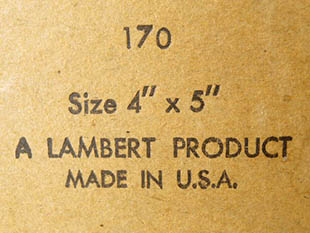 170
Size 4" x 5"
A LAMBERT PRODUCT
MADE IN U.S.A.